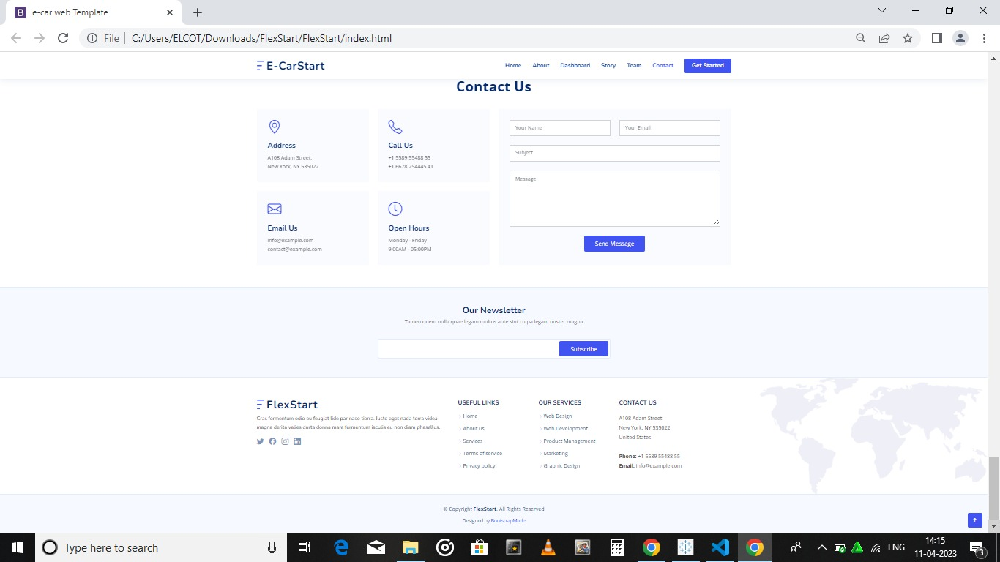 e-car web Template
File
C:/Users/ELCOT/Downloads/FlexStart/FlexStart/index.html
E-CarStart
Home About Dashboard Story Team Contact Get Started
Contact Us
Address
A108 Adam Street,
New York, NY 535022
Call Us
+1 5589 55488 55
+1 6678 254445 41
Email Us
info@example.com
contact@example.com
Open Hours
Monday - Friday
9:00AM - 05:00PM
Your Name
Your Email
Subject
Message
Send Message
Our Newsletter
Tamen quem nulla quae legam multos aute sint culpa legam noster magna
Subscribe
FlexStart
Cras fermentum odio eu feugiat lide par naso tierra. Justo eget nada terra videa
magna derita valies darta donna mare fermentum iaculis eu non diam phasellus.
USEFUL LINKS
Home
About us
Services
Terms of service
Privacy policy
OUR SERVICES
Web Design
Web Development
Product Management
Marketing
Graphic Design
CONTACT US
A108 Adam Street
New York, NY 535022
United States
Phone: +1 5589 55488 55
Email: info@example.com
© Copyright FlexStart. All Rights Reserved
Designed by BootstrapMade
Type here to search
ENG
14:15
11-04-2023
3